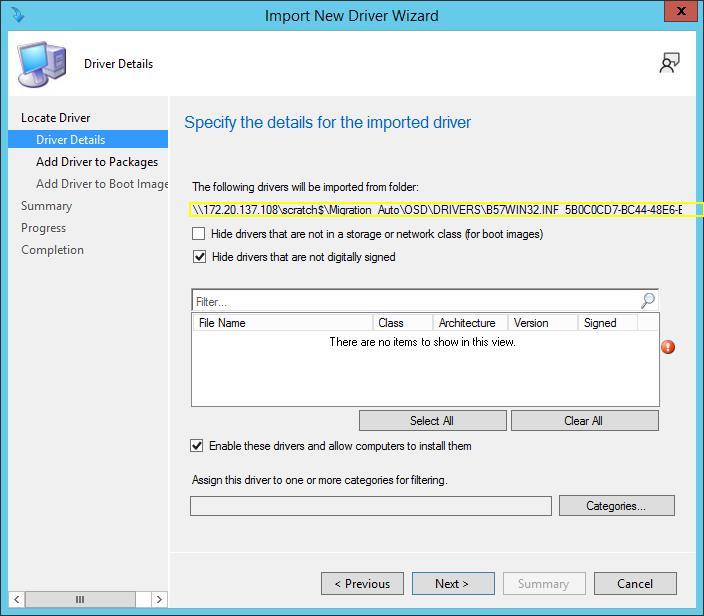 Import New Driver Wizard
x
Driver Details
Locate Driver
Driver Details
Add Driver to Packages
Add Driver to Boot Image
Summary
Progress
Completion
Specify the details for the imported driver
The following drivers will be imported from folder:
\\172.20.137.108\scratch$\Migration_Auto\OSD\DRIVERS\B57WIN32.INF_5B0C0CD7-BC44-48E6-E
Hide drivers that are not in a storage or network class (for boot images)
Hide drivers that are not digitally signed
Filter...
File Name Class Architecture Version Signed
There are no items to show in this view.
Select All Clear All
Enable these drivers and allow computers to install them
Assign this driver to one or more categories for filtering.
Categories...
< Previous Next > Summary Cancel